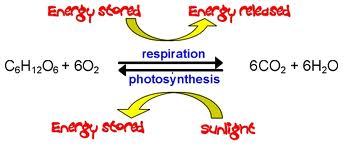 Energy stored Energy released
respiration
C6H12O6 + 6O2 6CO2 + 6H2O
photosynthesis
Energy stored sunlight